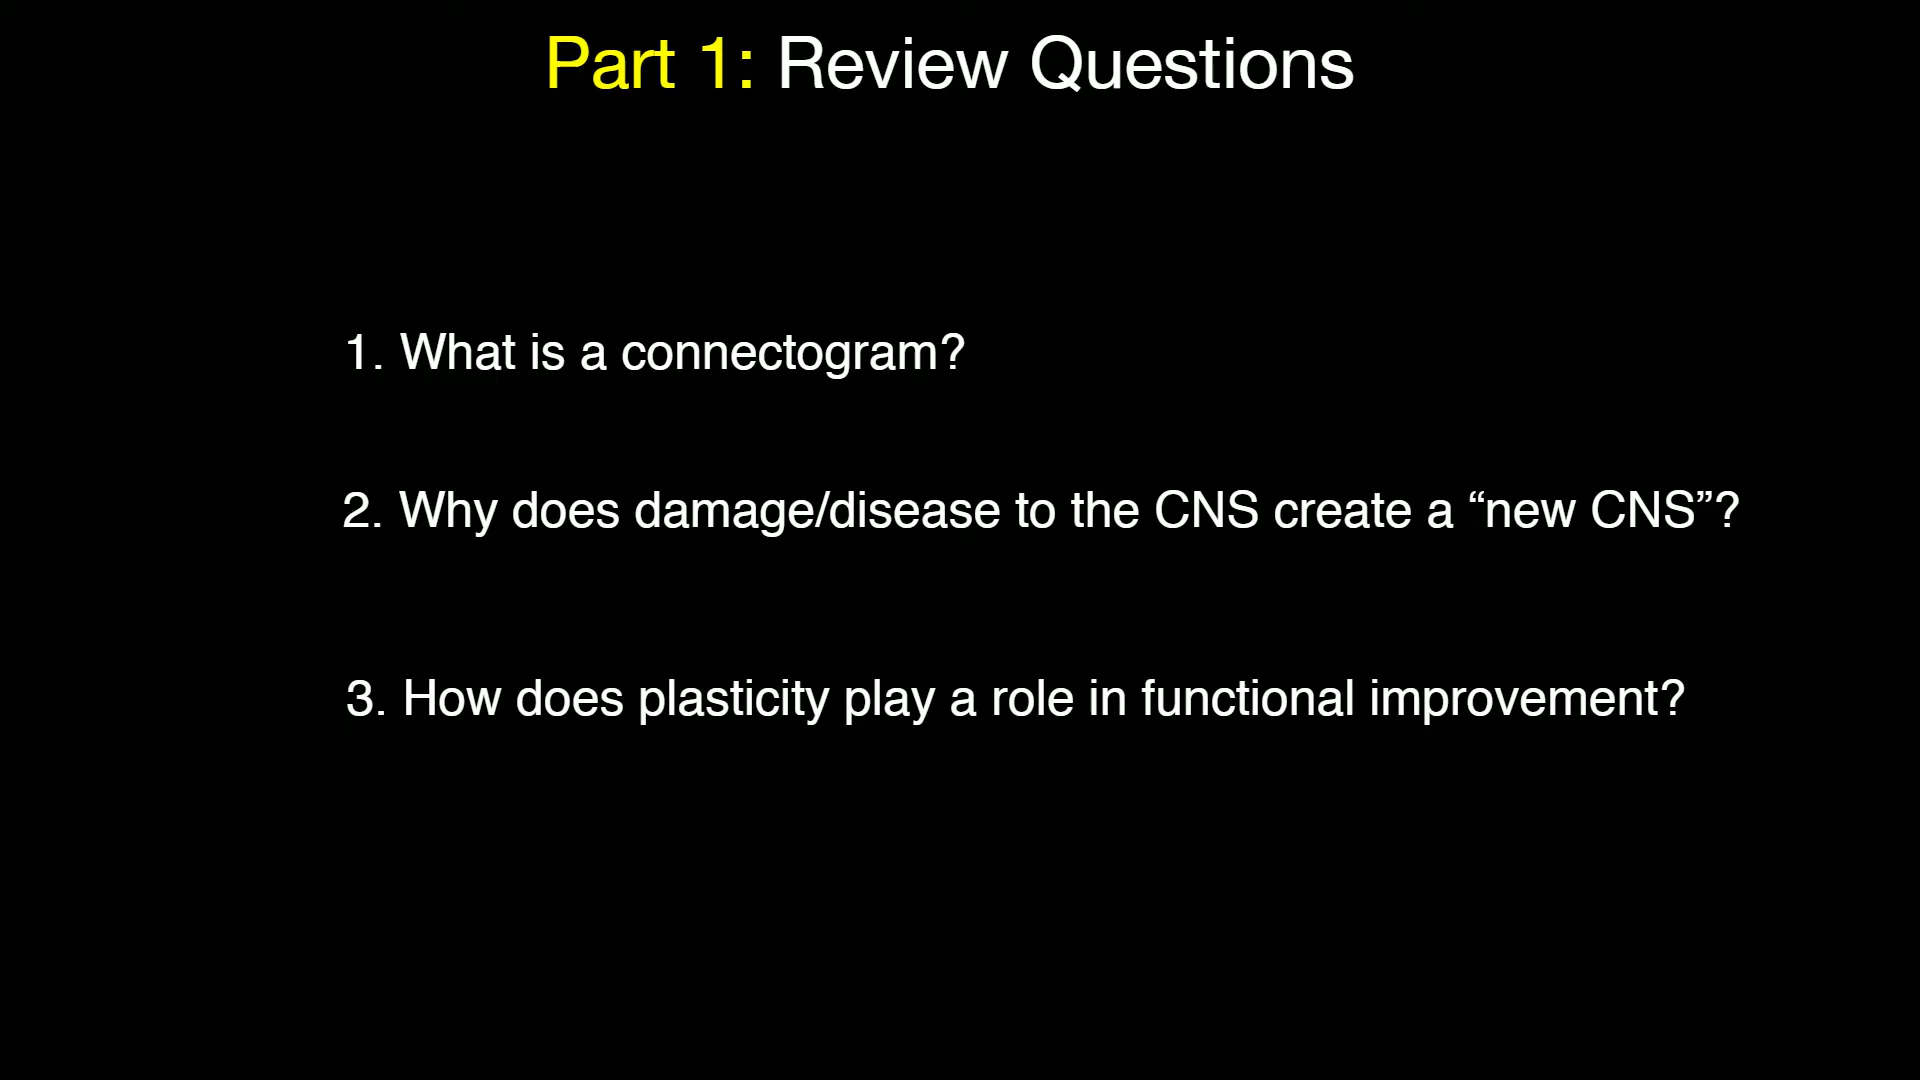 Part 1: Review Questions
1. What is a connectogram?
2. Why does damage/disease to the CNS create a “new CNS”?
3. How does plasticity play a role in functional improvement?